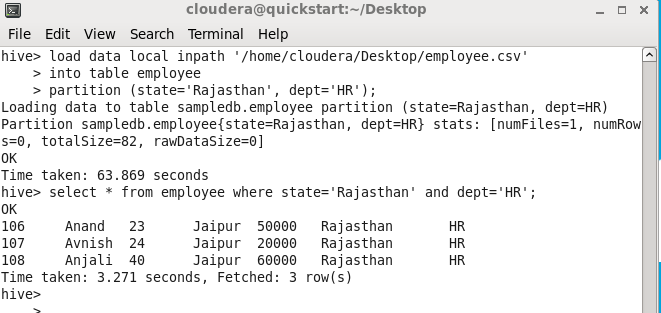 cloudera@quickstart:~/Desktop
File Edit View Search Terminal Help
hive> load data local inpath '/home/cloudera/Desktop/employee.csv'
    > into table employee
    > partition (state='Rajasthan', dept='HR');
Loading data to table sampledb.employee partition (state=Rajasthan, dept=HR)
Partition sampledb.employee{state=Rajasthan, dept=HR} stats: [numFiles=1, numRow
s=0, totalSize=82, rawDataSize=0]
OK
Time taken: 63.869 seconds
hive> select * from employee where state='Rajasthan' and dept='HR';
OK
106     Anand   23      Jaipur  50000   Rajasthan       HR
107     Avnish  24      Jaipur  20000   Rajasthan       HR
108     Anjali  40      Jaipur  60000   Rajasthan       HR
Time taken: 3.271 seconds, Fetched: 3 row(s)
hive>
    >